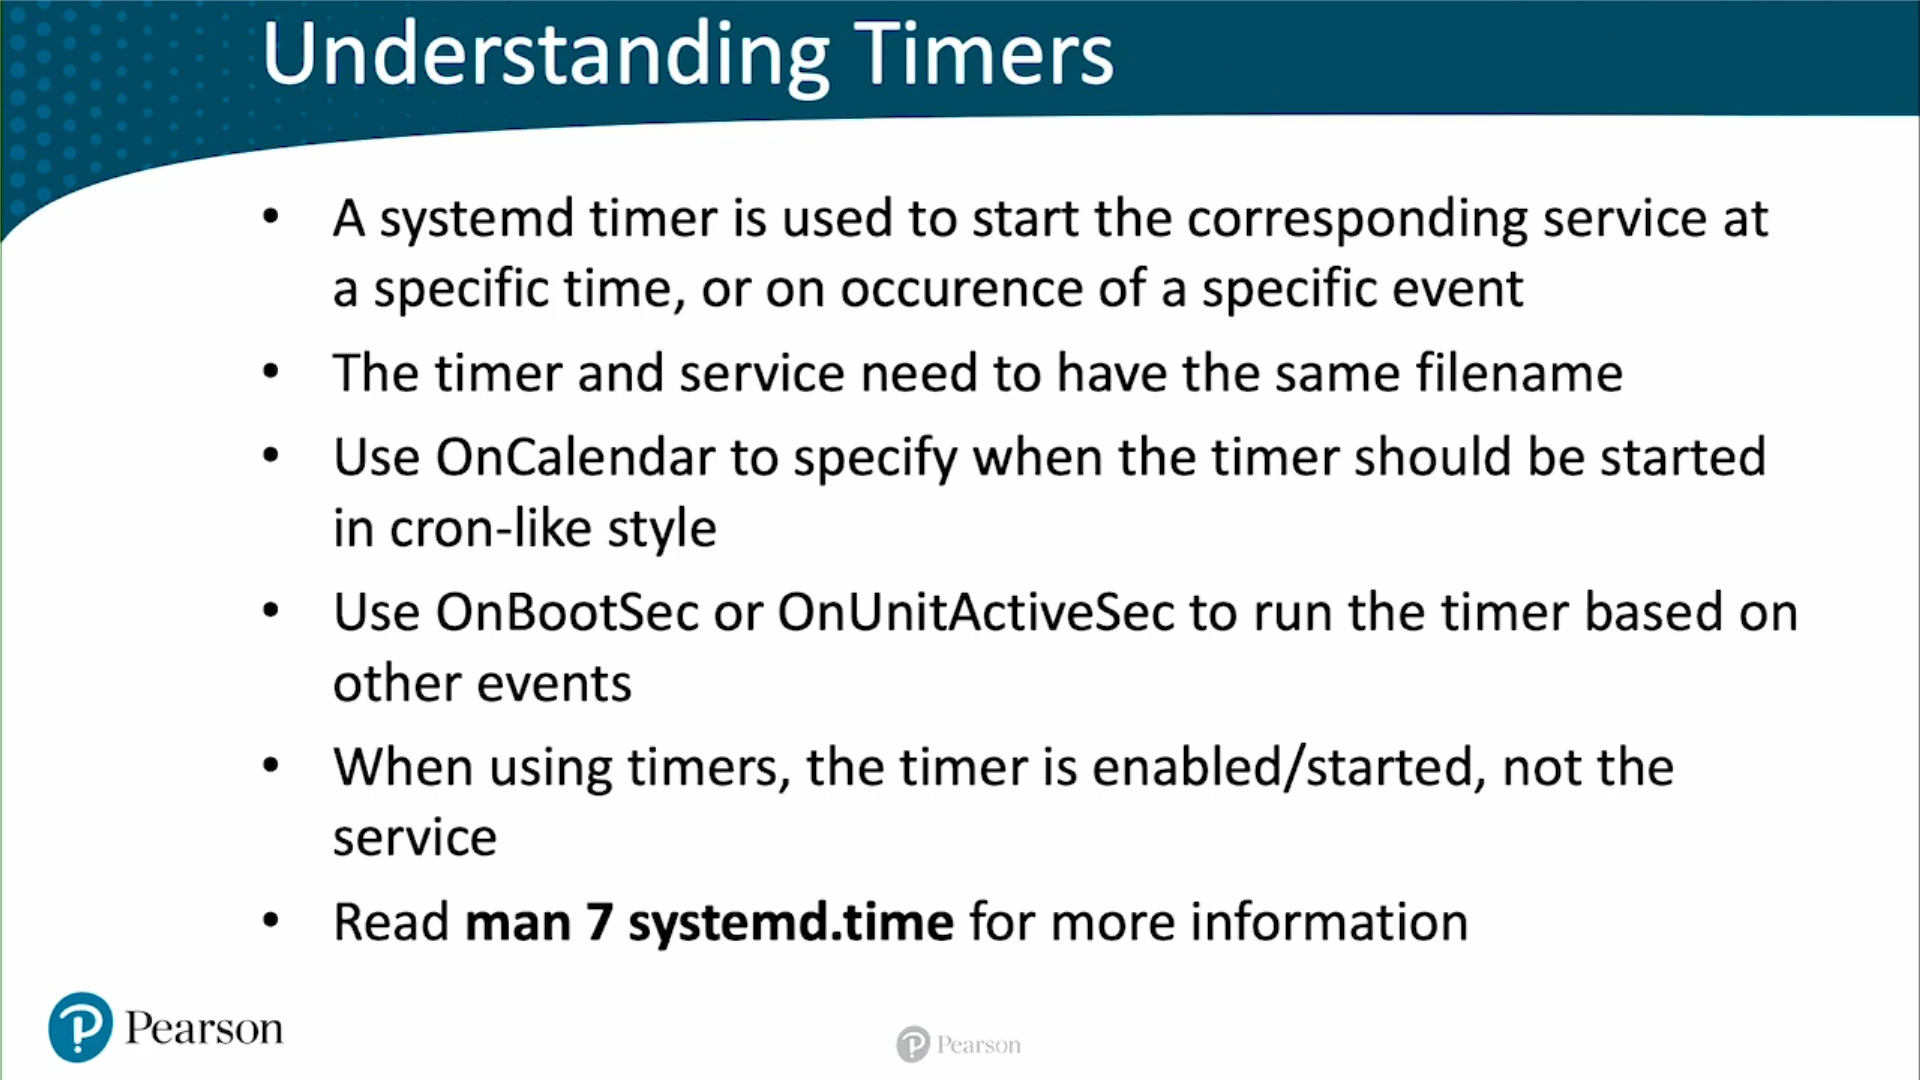 Understanding Timers
• A systemd timer is used to start the corresponding service at
a specific time, or on occurence of a specific event
• The timer and service need to have the same filename
• Use OnCalendar to specify when the timer should be started
in cron-like style
• Use OnBootSec or OnUnitActiveSec to run the timer based on
other events
• When using timers, the timer is enabled/started, not the
service
• Read man 7 systemd.time for more information
Pearson
Pearson